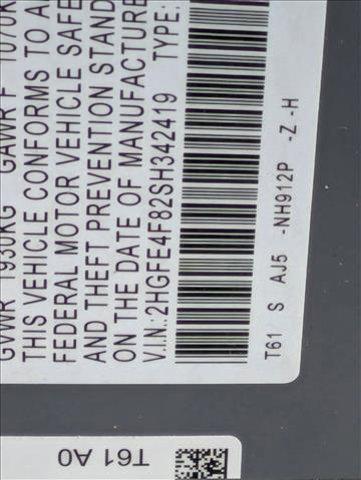 GVWR 1930KG GAWR F 1070K
THIS VEHICLE CONFORMS TO A
FEDERAL MOTOR VEHICLE SAFE
AND THEFT PREVENTION STAND
ON THE DATE OF MANUFACTURE
V.I.N.:2HGFE4F82SH342419 TYPE:
T61 S AJ5 -NH912P -Z -H
T61 A0